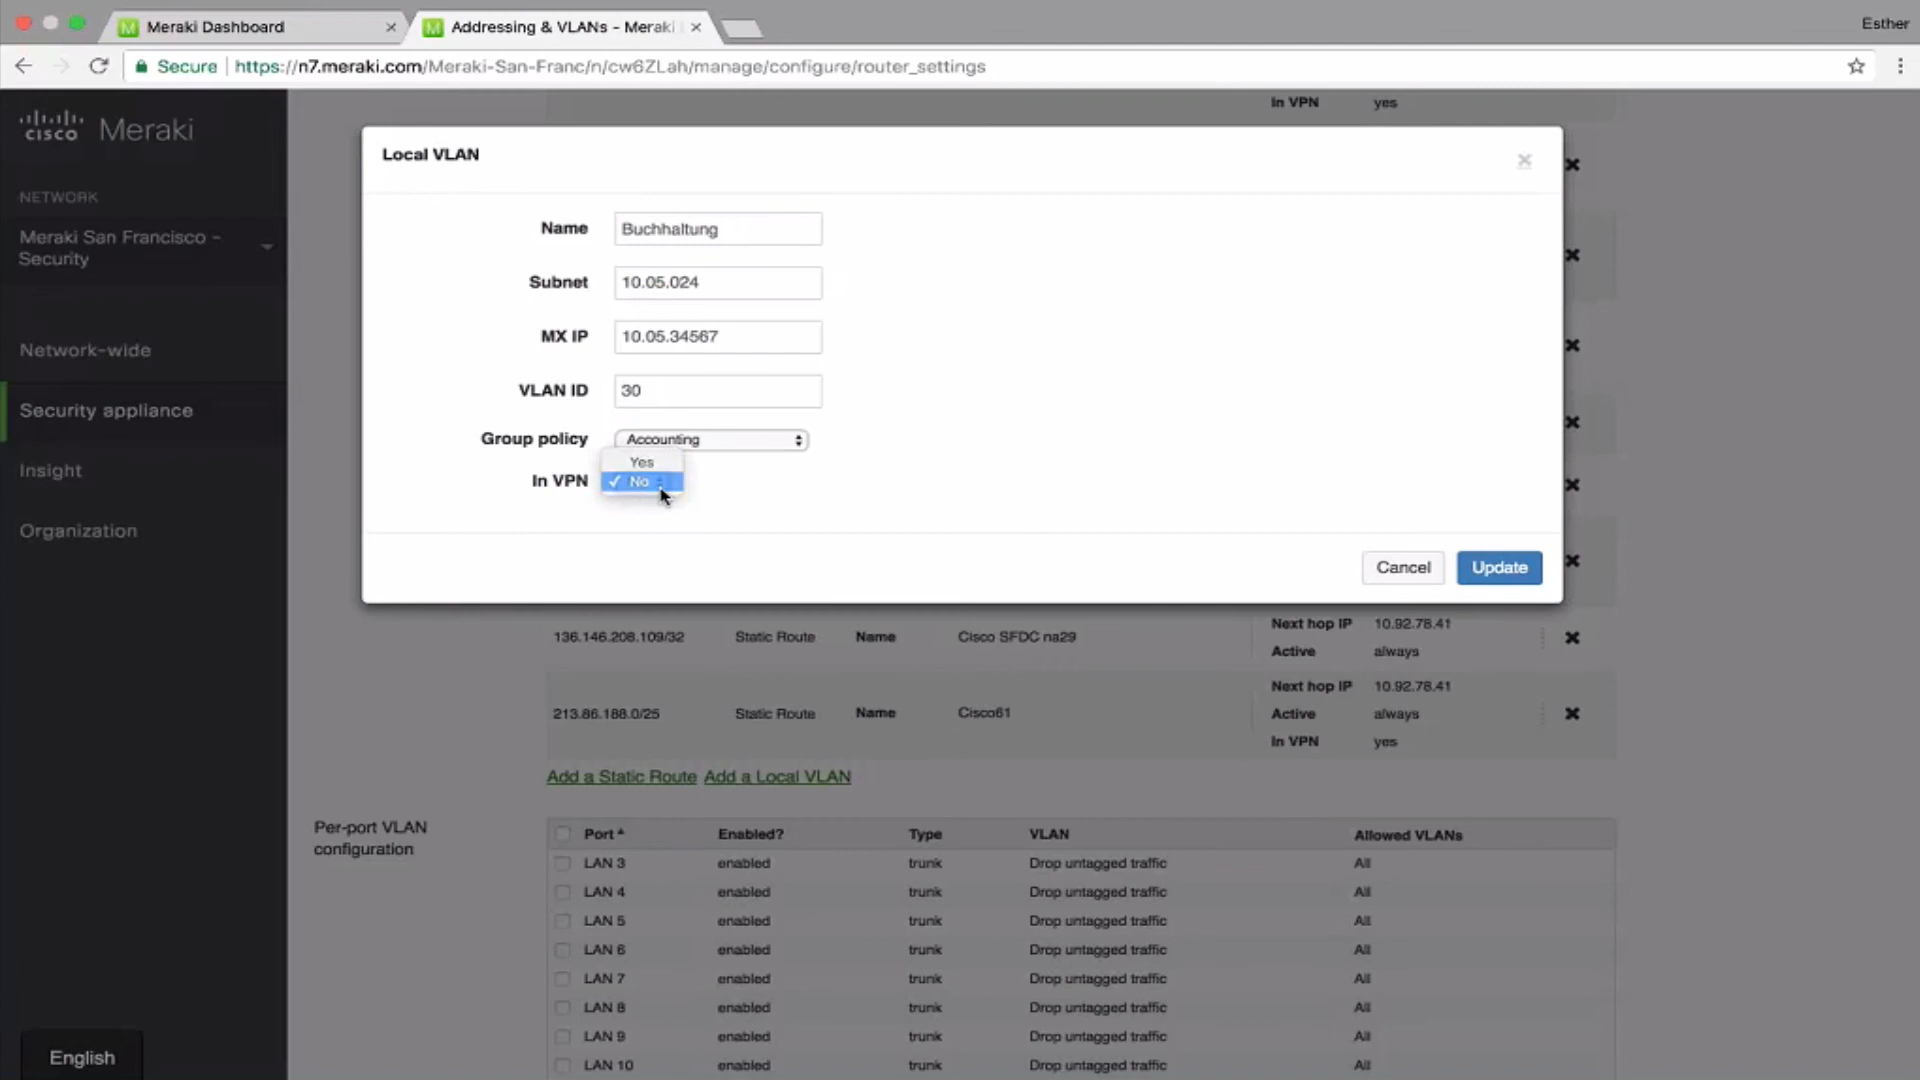 Meraki Dashboard
Addressing & VLANs - Meraki
Esther
Secure https://n7.meraki.com/Meraki-San-Franc/n/cw6ZLah/manage/configure/router_settings
CISCO Meraki
NETWORK
Meraki San Francisco -
Security
Network-wide
Security appliance
Insight
Organization
English
In VPN yes
Local VLAN
Name Buchhaltung
Subnet 10.05.024
MX IP 10.05.34567
VLAN ID 30
Group policy Accounting
Yes
In VPN No
Cancel Update
136.146.208.109/32 Static Route Name Cisco SFDC na29 Next hop IP 10.92.78.41
Active always
213.86.188.0/25 Static Route Name Cisco61 Next hop IP 10.92.78.41
Active always
In VPN yes
Add a Static Route Add a Local VLAN
Per-port VLAN
configuration
Port Enabled? Type VLAN Allowed VLANs
LAN 3 enabled trunk Drop untagged traffic All
LAN 4 enabled trunk Drop untagged traffic All
LAN 5 enabled trunk Drop untagged traffic All
LAN 6 enabled trunk Drop untagged traffic All
LAN 7 enabled trunk Drop untagged traffic All
LAN 8 enabled trunk Drop untagged traffic All
LAN 9 enabled trunk Drop untagged traffic All
LAN 10 enabled trunk Drop untagged traffic All